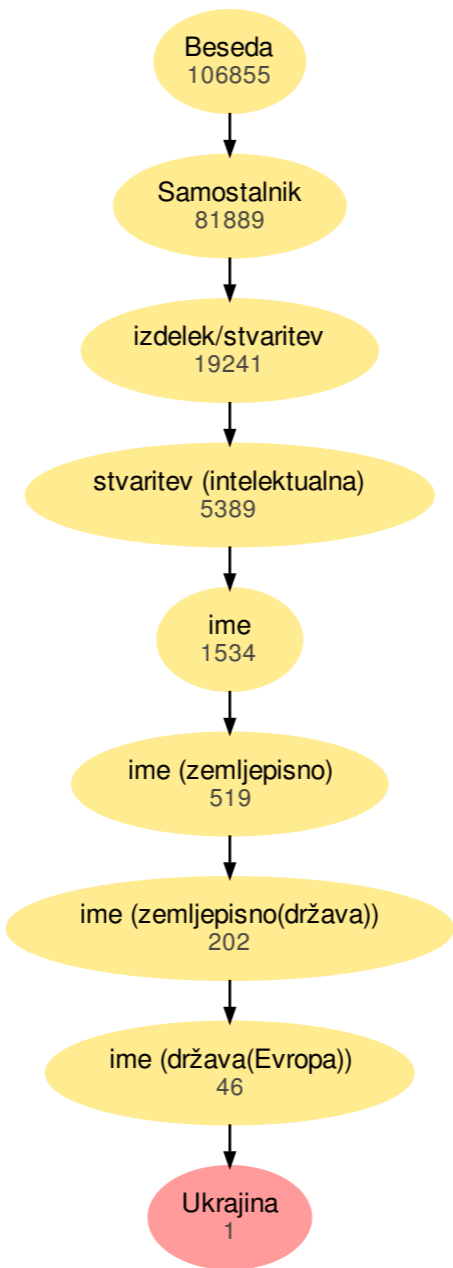 Beseda
106855
Samostalnik
81889
izdelek/stvaritev
19241
stvaritev (intelektualna)
5389
ime
1534
ime (zemljepisno)
519
ime (zemljepisno(država))
202
ime (država(Evropa))
46
Ukrajina
1